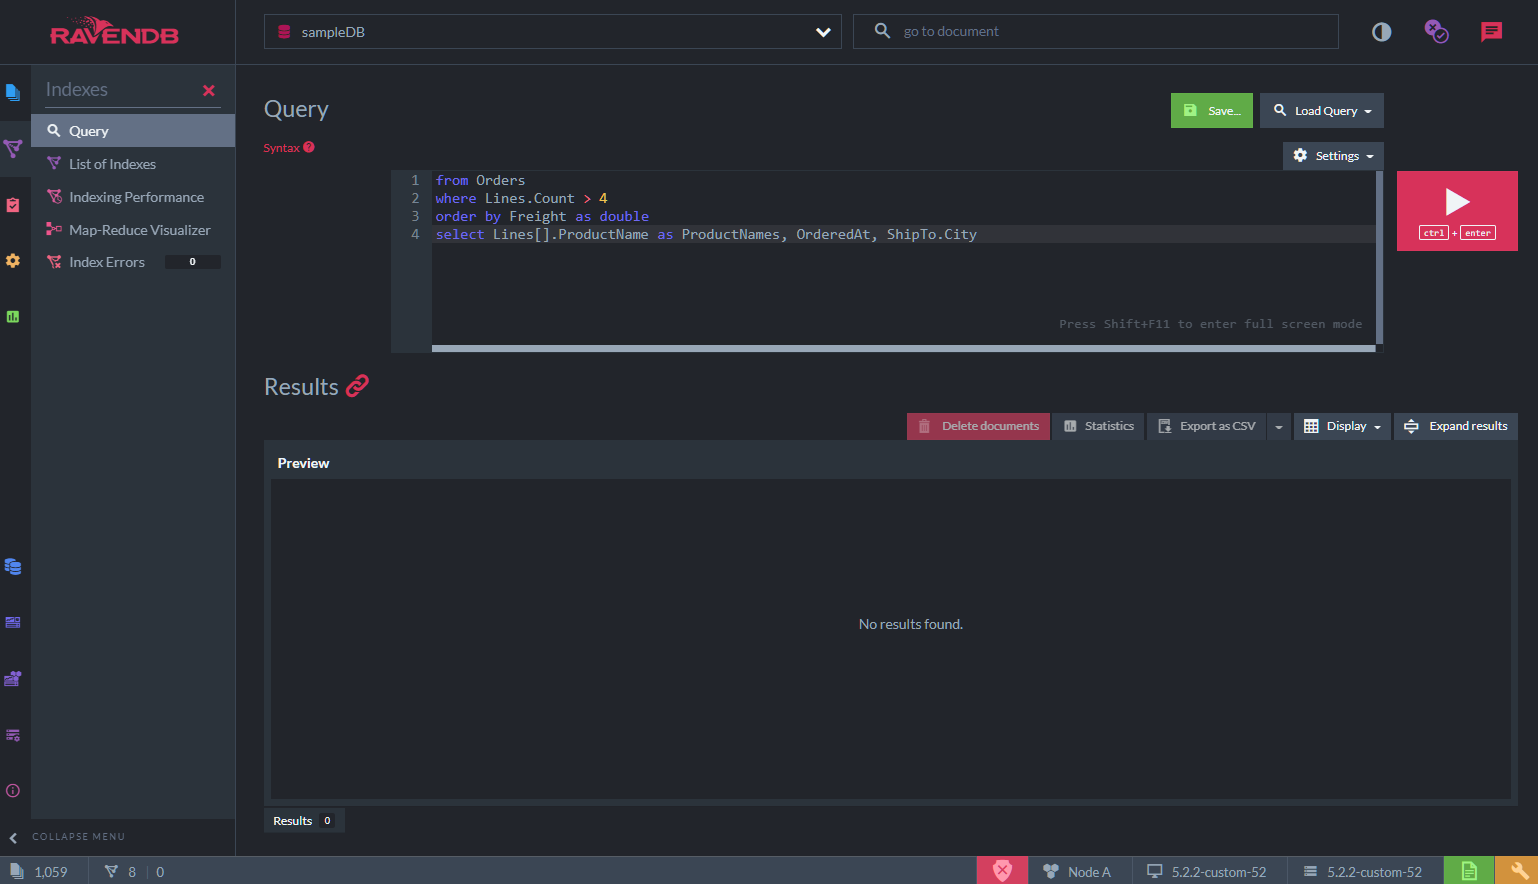 RAVENDB
sampleDB
go to document
Indexes
Query
List of Indexes
Indexing Performance
Map-Reduce Visualizer
Index Errors 0
Query
Save...
Load Query
Syntax ?
Settings
1 from Orders
2 where Lines.Count > 4
3 order by Freight as double
4 select Lines[].ProductName as ProductNames, OrderedAt, ShipTo.City
Press Shift+F11 to enter full screen mode
ctrl + enter
Results
Delete documents
Statistics
Export as CSV
Display
Expand results
Preview
No results found.
Results 0
COLLAPSE MENU
1,059
8 | 0
Node A
5.2.2-custom-52
5.2.2-custom-52